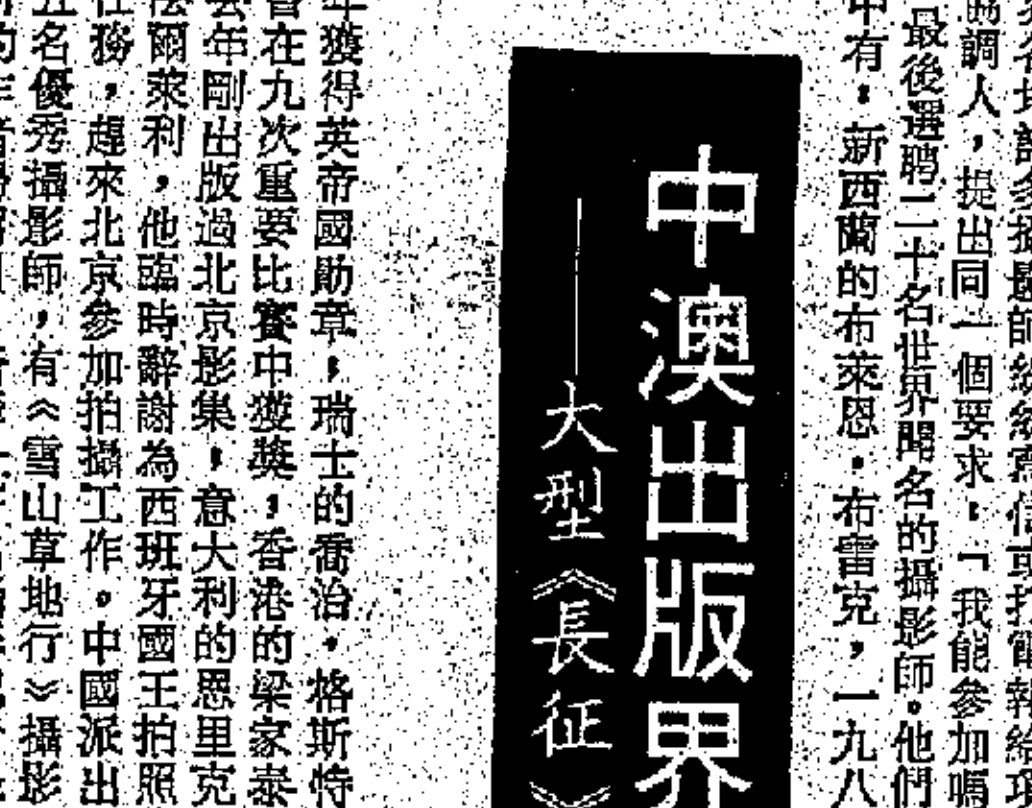 協調人，提出同一個要求：「我能參加嗎
最後選聘二十名世界聞名的攝影師。他們
中有：新西蘭的布萊恩．布雷克，一九八
中澳出版界
——大型《長征》
年獲得英帝國勛章；瑞士的喬治．格斯特
曾在九次重要比賽中獲獎；香港的梁家泰
去年剛出版過北京影集；意大利的恩里克
爾萊利，他臨時辭謝為西班牙國王拍照
任務，趕來北京參加拍攝工作。中國派出
五名優秀攝影師，有《雪山草地行》攝影